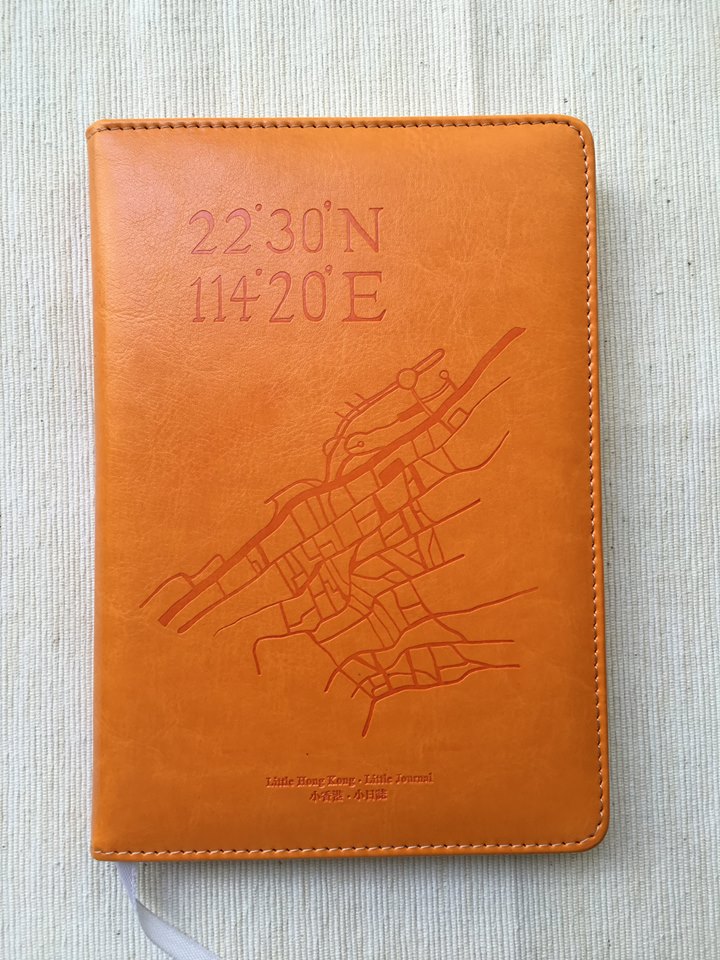 22°30'N
114°20'E
Little Hong Kong · Little Journal
小香港·小日誌